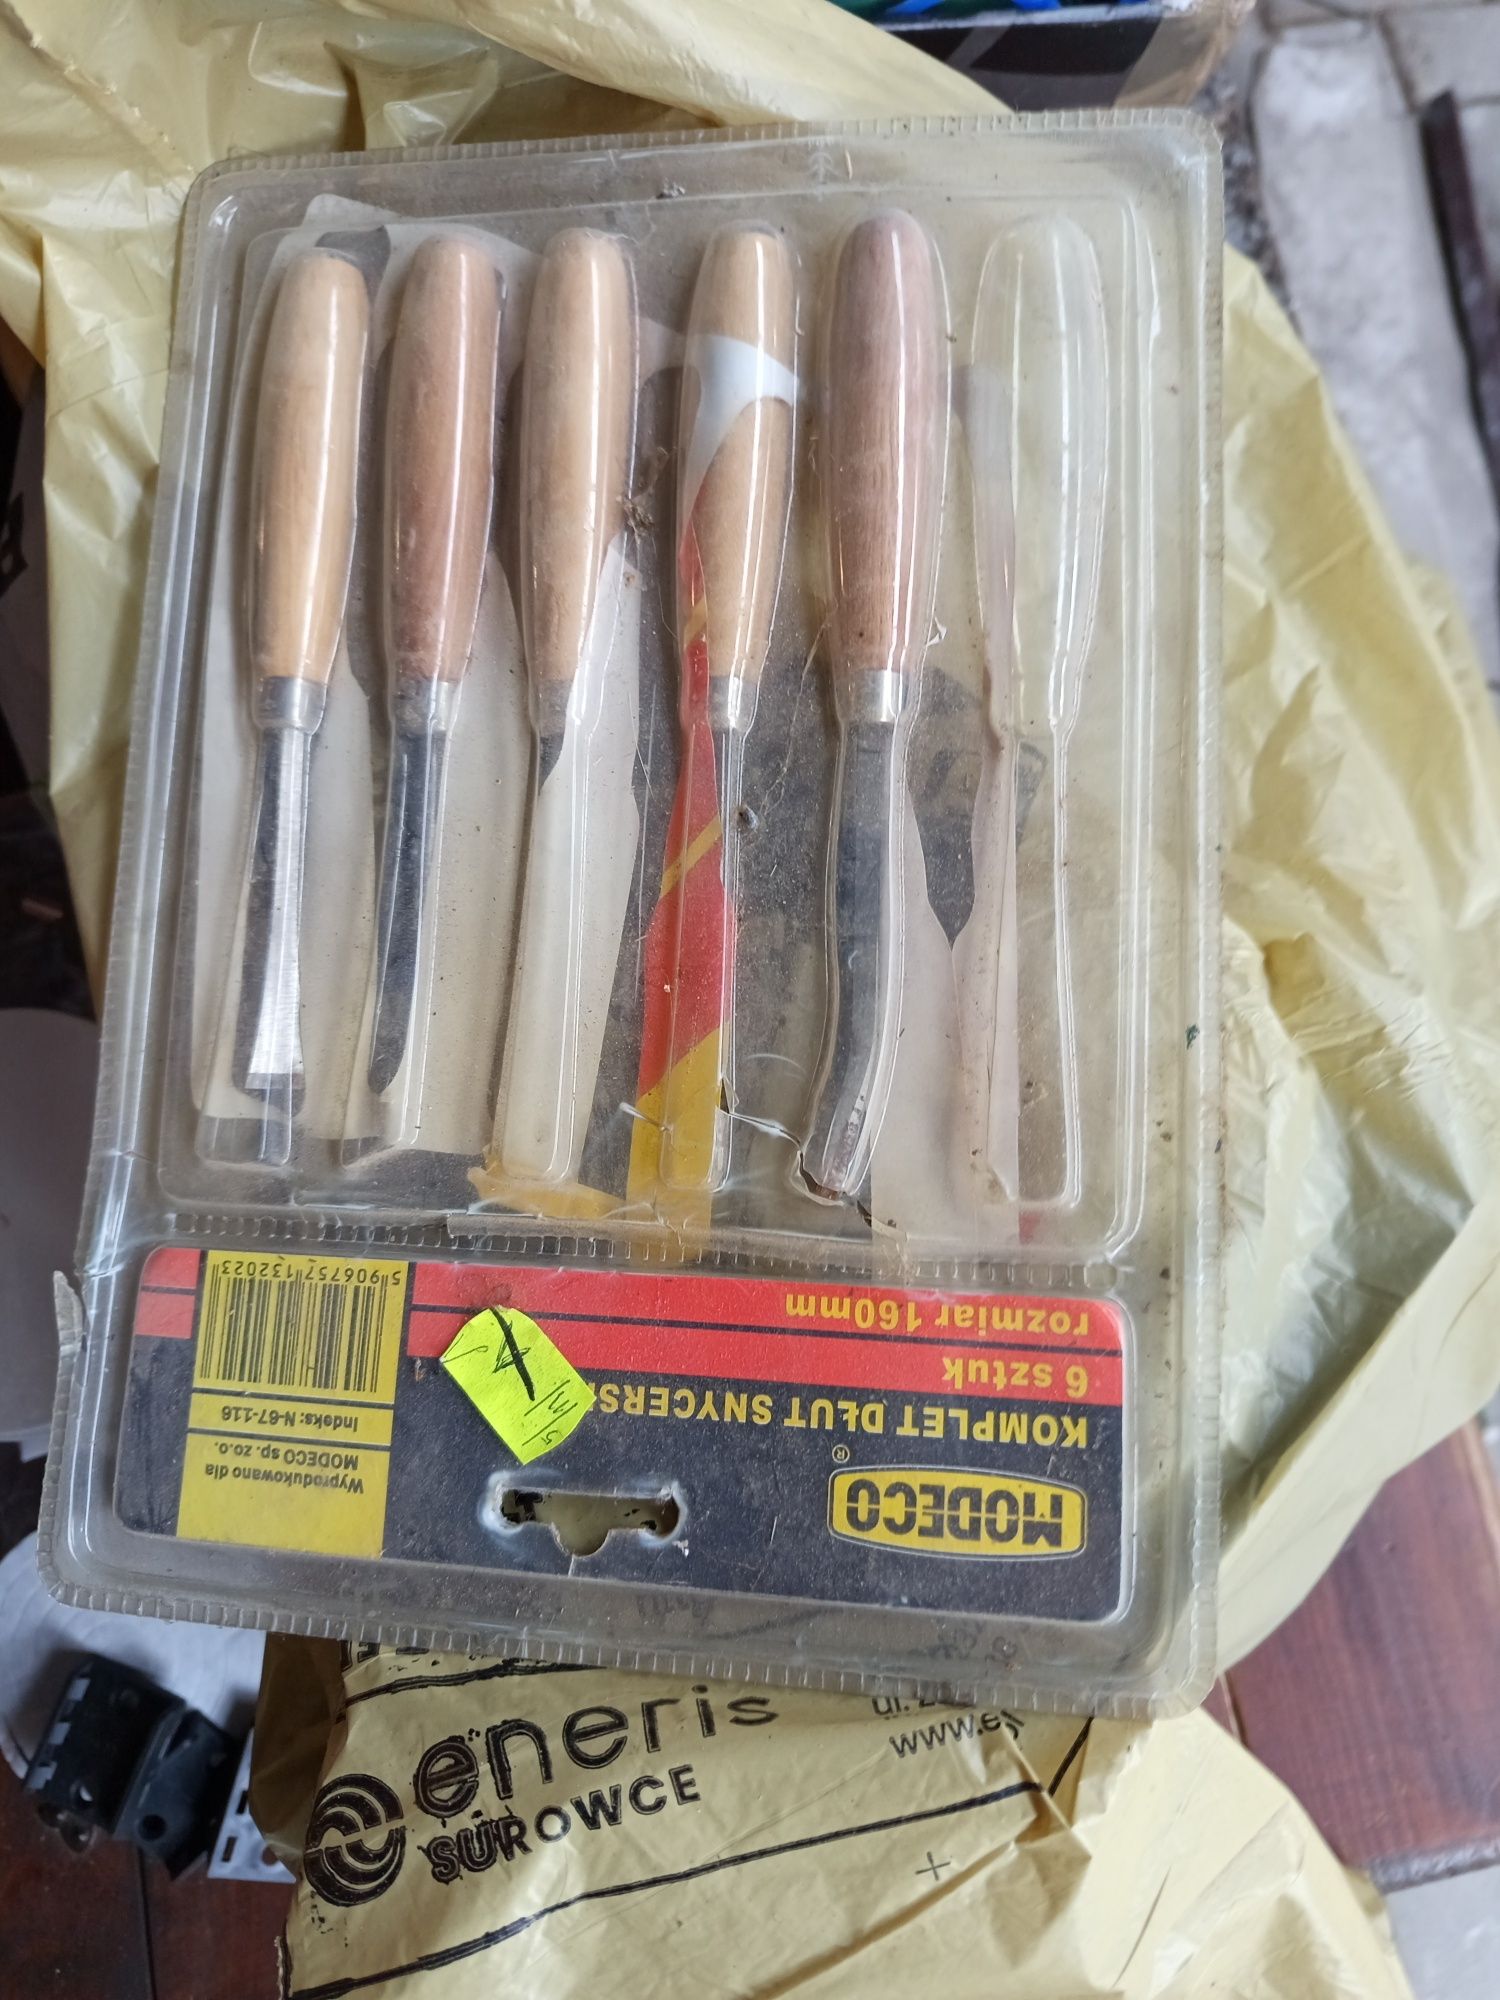 MODECO
®
KOMPLET DŁUT SNYCERS
6 sztuk
rozmiar 160mm
Wyprodukowano dla
MODECO sp. zo.o.
Indeks: N-67-116
5 906757 132023
eneris
SUROWCE
ul.
www.e